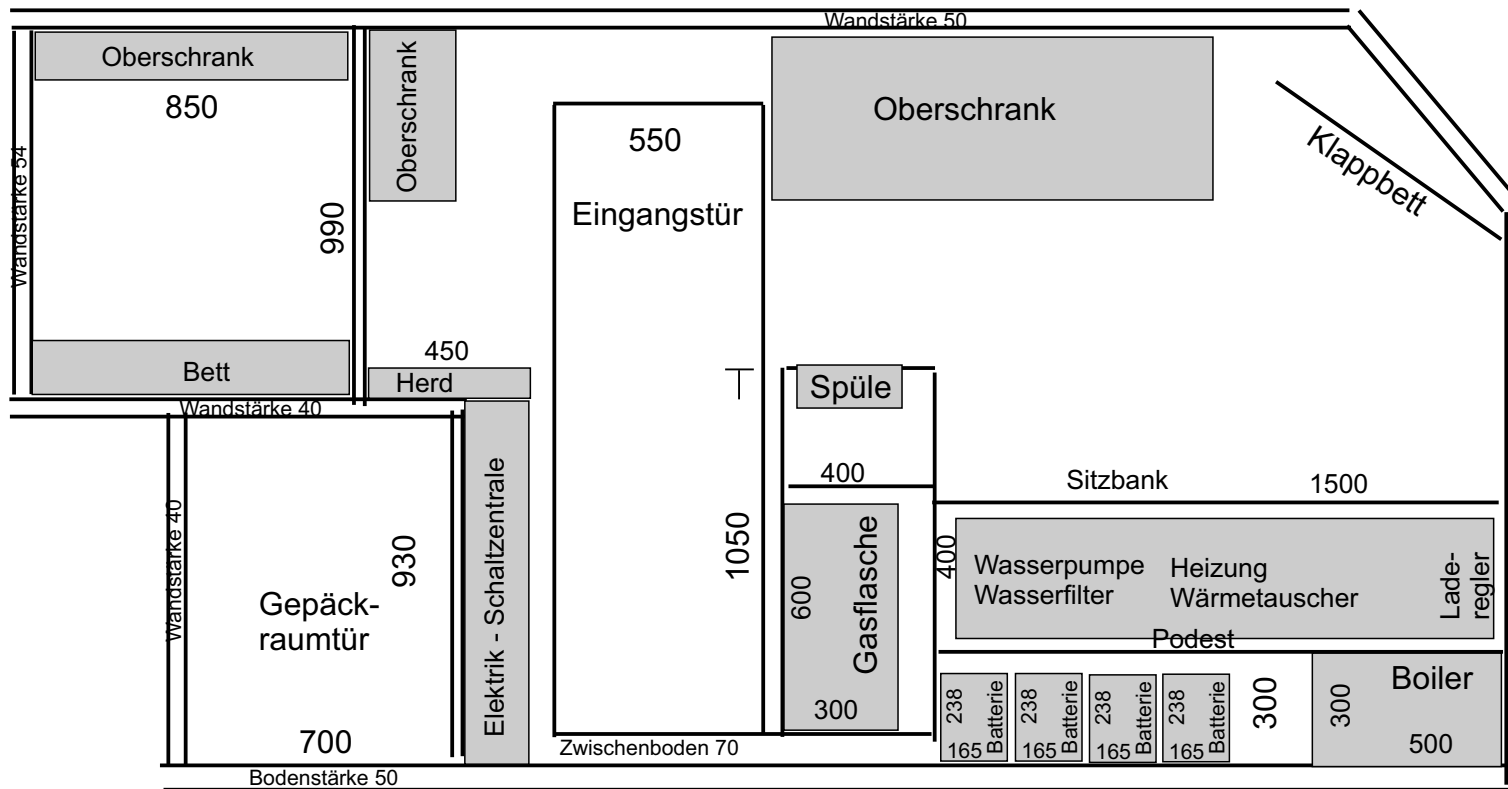 Wandstärke 50
Oberschrank
850
Oberschrank
Oberschrank
550
Eingangstür
Klappbett
Wandstärke 54
990
Bett
450
Herd
Wandstärke 40
Spüle
400
Sitzbank
1500
Wandstärke 40
930
Gepäck-
raumtür
700
Elektrik - Schaltzentrale
1050
600
Gasflasche
300
400
Wasserpumpe
Wasserfilter
Heizung
Wärmetauscher
Lade-
regler
Podest
238
165
Batterie
238
165
Batterie
238
165
Batterie
238
165
Batterie
300
300
Boiler
500
Zwischenboden 70
Bodenstärke 50